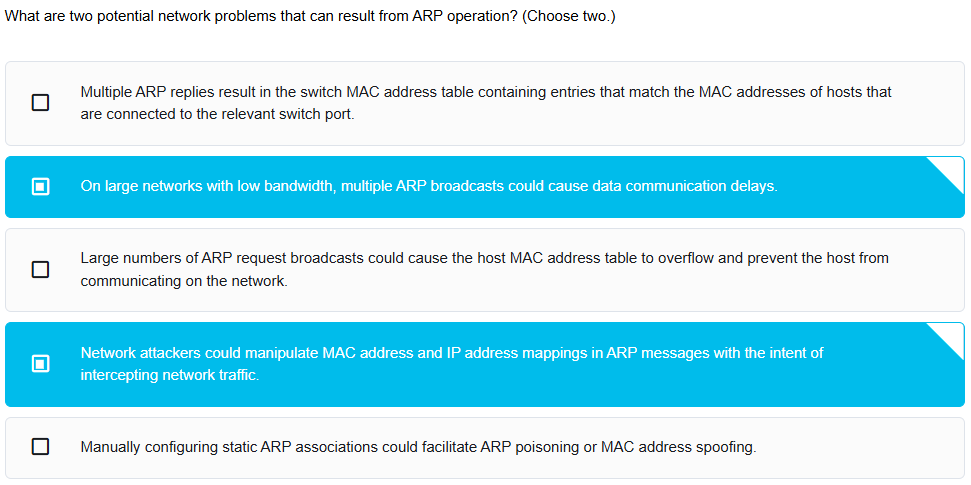 What are two potential network problems that can result from ARP operation? (Choose two.)
Multiple ARP replies result in the switch MAC address table containing entries that match the MAC addresses of hosts that
are connected to the relevant switch port.
On large networks with low bandwidth, multiple ARP broadcasts could cause data communication delays.
Large numbers of ARP request broadcasts could cause the host MAC address table to overflow and prevent the host from
communicating on the network.
Network attackers could manipulate MAC address and IP address mappings in ARP messages with the intent of
intercepting network traffic.
Manually configuring static ARP associations could facilitate ARP poisoning or MAC address spoofing.